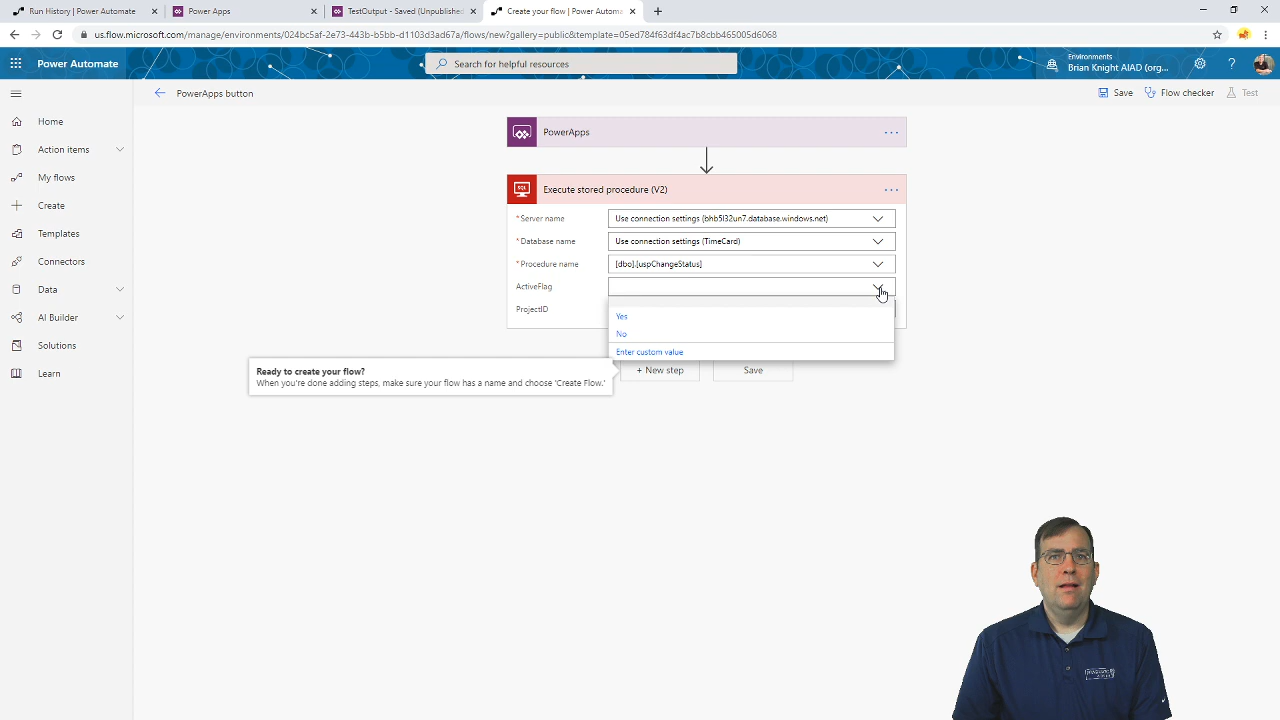 Run History | Power Automate
Power Apps
TestOutput - Saved (Unpublished
Create your flow | Power Automa
us.flow.microsoft.com/manage/environments/024bc5af-2e73-443b-b5bb-d1103d3ad67a/flows/new?gallery=public&template=05ed784f63df4ac7b8cbb465005d6068
Power Automate
Search for helpful resources
Environments
Brian Knight AIAD (org...
PowerApps button
Save
Flow checker
Test
Home
Action items
My flows
Create
Templates
Connectors
Data
AI Builder
Solutions
Learn
PowerApps
SQL
Execute stored procedure (V2)
*Server name
Use connection settings (bhb5l32un7.database.windows.net)
*Database name
Use connection settings (TimeCard)
*Procedure name
[dbo].[uspChangeStatus]
ActiveFlag
ProjectID
Yes
No
Enter custom value
Ready to create your flow?
When you're done adding steps, make sure your flow has a name and choose 'Create Flow.'
+ New step
Save